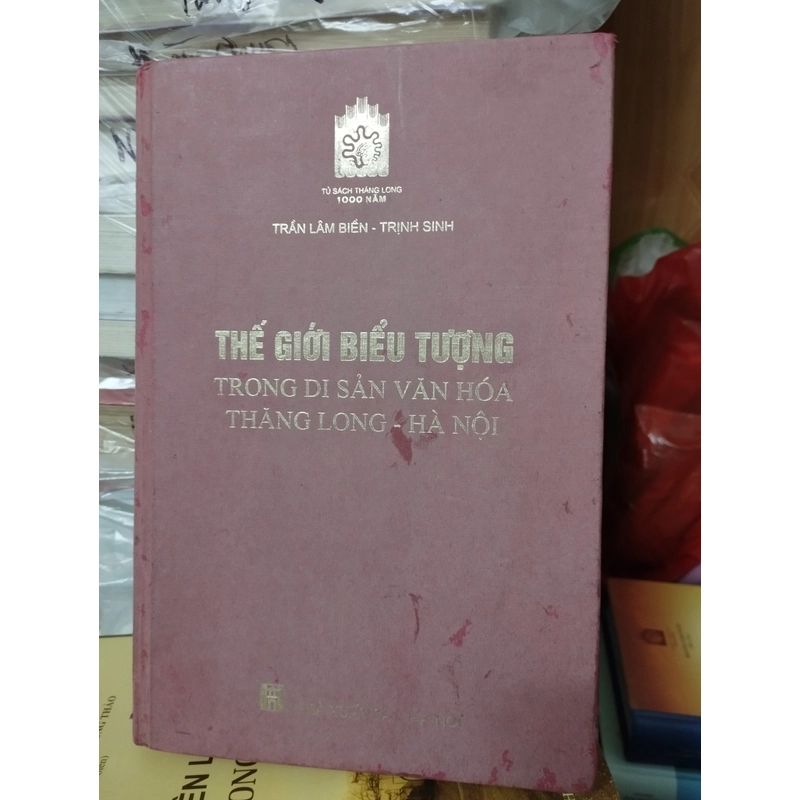 TỦ SÁCH THĂNG LONG
1000 NĂM
TRẦN LÂM BIỀN - TRỊNH SINH
THẾ GIỚI BIỂU TƯỢNG
TRONG DI SẢN VĂN HÓA
THĂNG LONG - HÀ NỘI